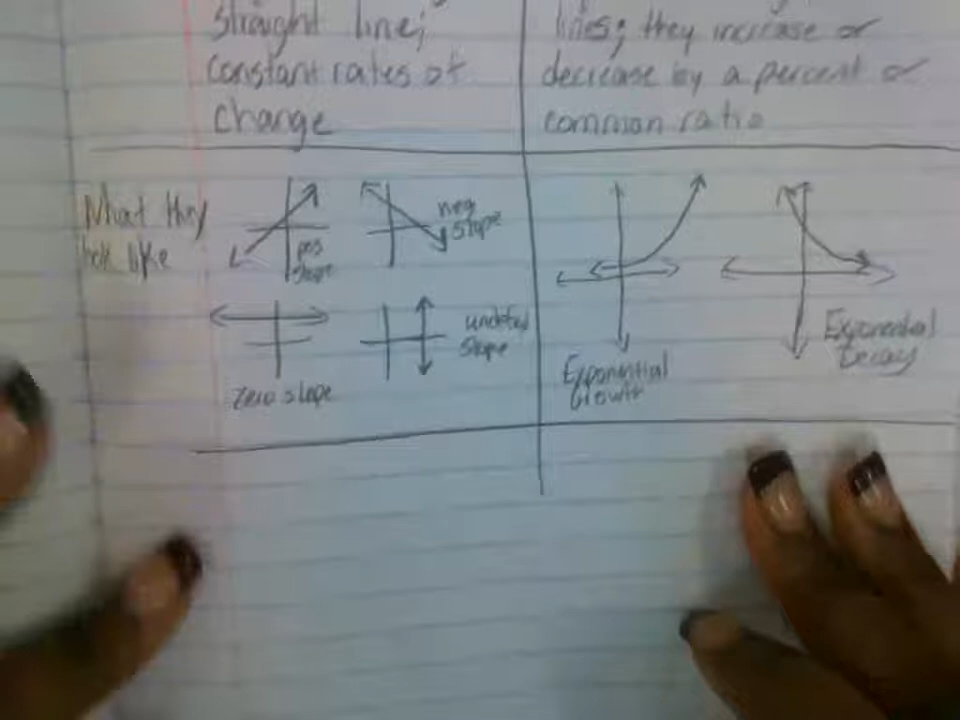 straight line;
constant rates of
change
lines; they increase or
decrease by a percent or
common ratio
What they
look like
pos
slope
neg
slope
zero slope
undefined
slope
Exponential
Growth
Exponential
Decay